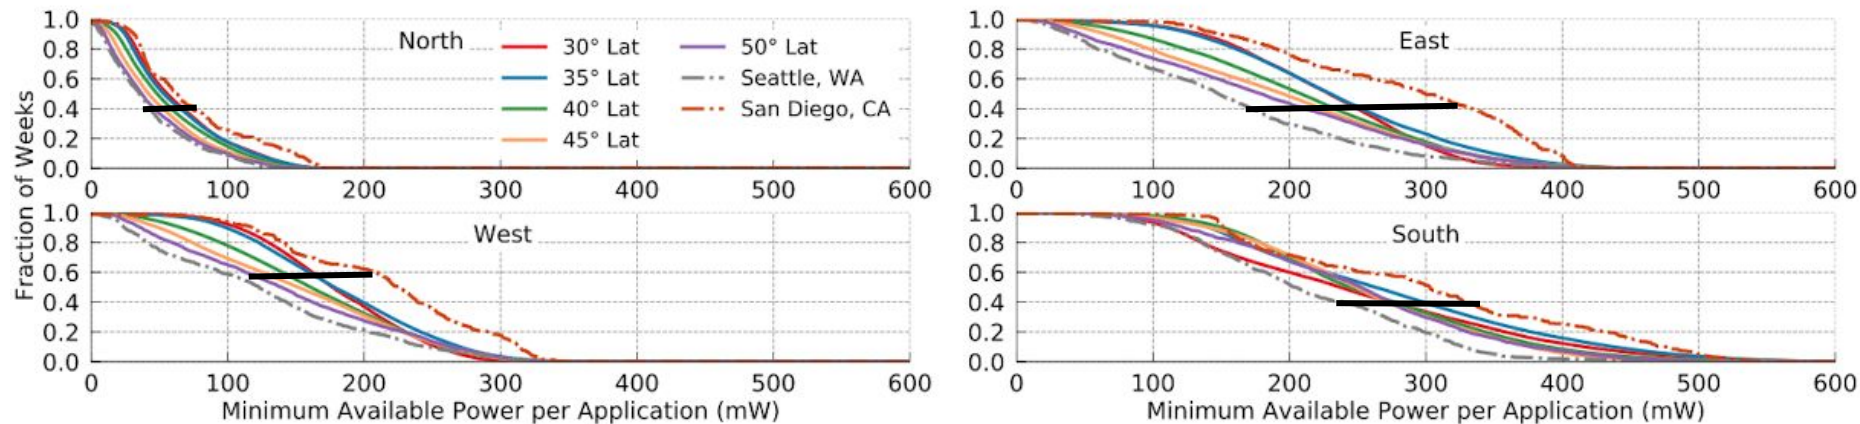 Fraction of Weeks
1.0
0.8
0.6
0.4
0.2
0.0
North
30° Lat
35° Lat
40° Lat
45° Lat
50° Lat
Seattle, WA
San Diego, CA
0 100 200 300 400 500 600
1.0
0.8
0.6
0.4
0.2
0.0
East
0 100 200 300 400 500 600
1.0
0.8
0.6
0.4
0.2
0.0
West
0 100 200 300 400 500 600
Minimum Available Power per Application (mW)
1.0
0.8
0.6
0.4
0.2
0.0
South
0 100 200 300 400 500 600
Minimum Available Power per Application (mW)